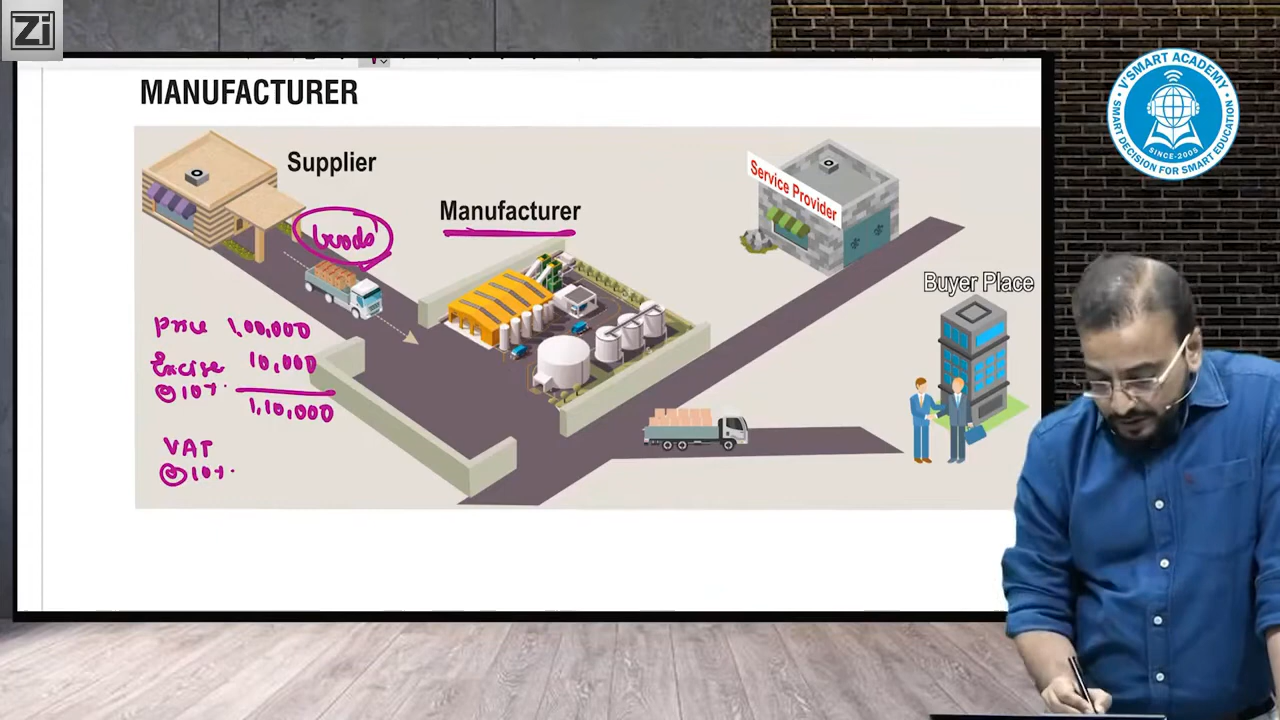 Zi
MANUFACTURER
Supplier
Manufacturer
Goods
Service Provider
Buyer Place
Price 1,00,000
Excise 10,000
@10%
1,10,000
VAT
@10%
V'SMART ACADEMY
SMART DECISION FOR SMART EDUCATION
SINCE-2005